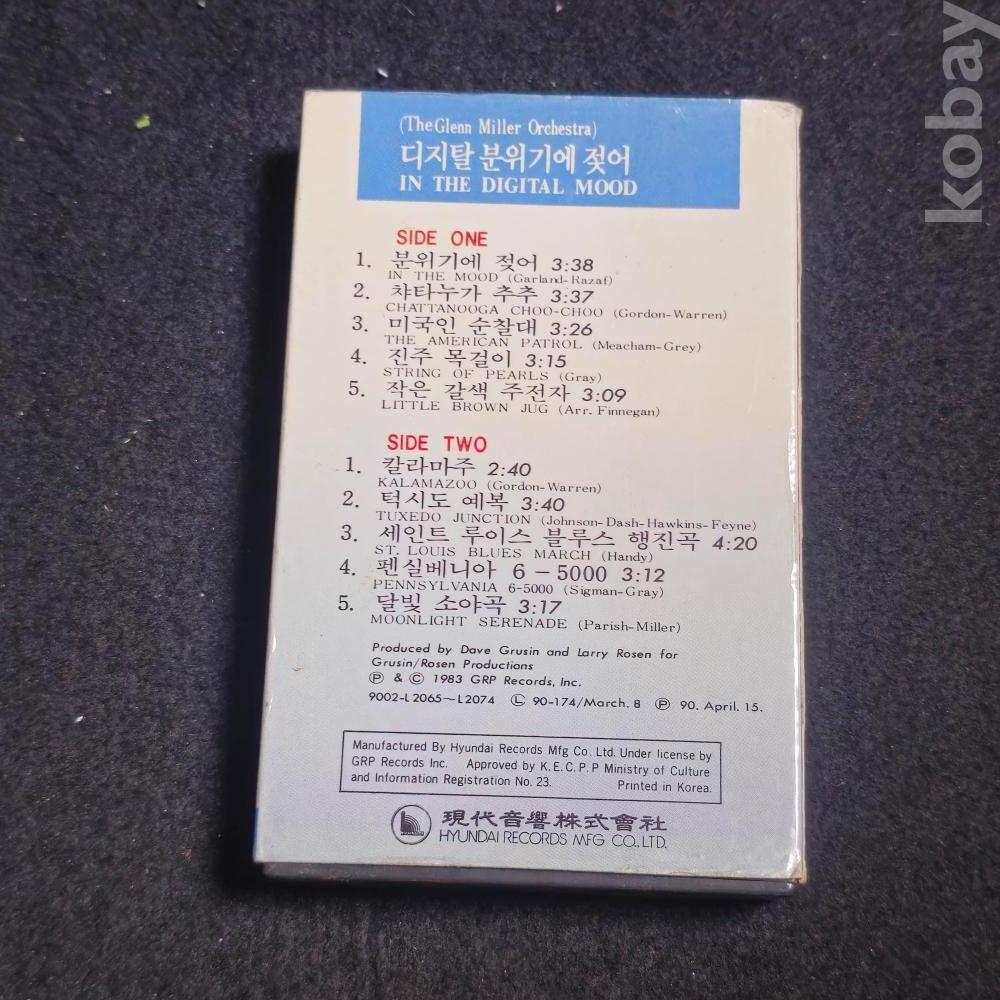 kobay
(The Glenn Miller Orchestra)
디지탈 분위기에 젖어
IN THE DIGITAL MOOD
SIDE ONE
1. 분위기에 젖어 3:38
IN THE MOOD (Garland-Razaf)
2. 챠타누가 추추 3:37
CHATTANOOGA CHOO-CHOO (Gordon-Warren)
3. 미국인 순찰대 3:26
THE AMERICAN PATROL (Meacham-Grey)
4. 진주 목걸이 3:15
STRING OF PEARLS (Gray)
5. 작은 갈색 주전자 3:09
LITTLE BROWN JUG (Arr. Finnegan)
SIDE TWO
1. 칼라마주 2:40
KALAMAZOO (Gordon-Warren)
2. 턱시도 예복 3:40
TUXEDO JUNCTION (Johnson-Dash-Hawkins-Feyne)
3. 세인트 루이스 블루스 행진곡 4:20
ST. LOUIS BLUES MARCH (Handy)
4. 펜실베니아 6-5000 3:12
PENNSYLVANIA 6-5000 (Sigman-Gray)
5. 달빛 소야곡 3:17
MOONLIGHT SERENADE (Parish-Miller)
Produced by Dave Grusin and Larry Rosen for
Grusin/Rosen Productions
Ⓟ & © 1983 GRP Records, Inc.
9002-L2065~L2074 Ⓛ 90-174/March. 8 Ⓟ 90. April. 15.
Manufactured By Hyundai Records Mfg Co. Ltd. Under license by
GRP Records Inc. Approved by K.E.C.P.P Ministry of Culture
and Information Registration No. 23. Printed in Korea.
現代音響株式會社
HYUNDAI RECORDS MFG CO., LTD.